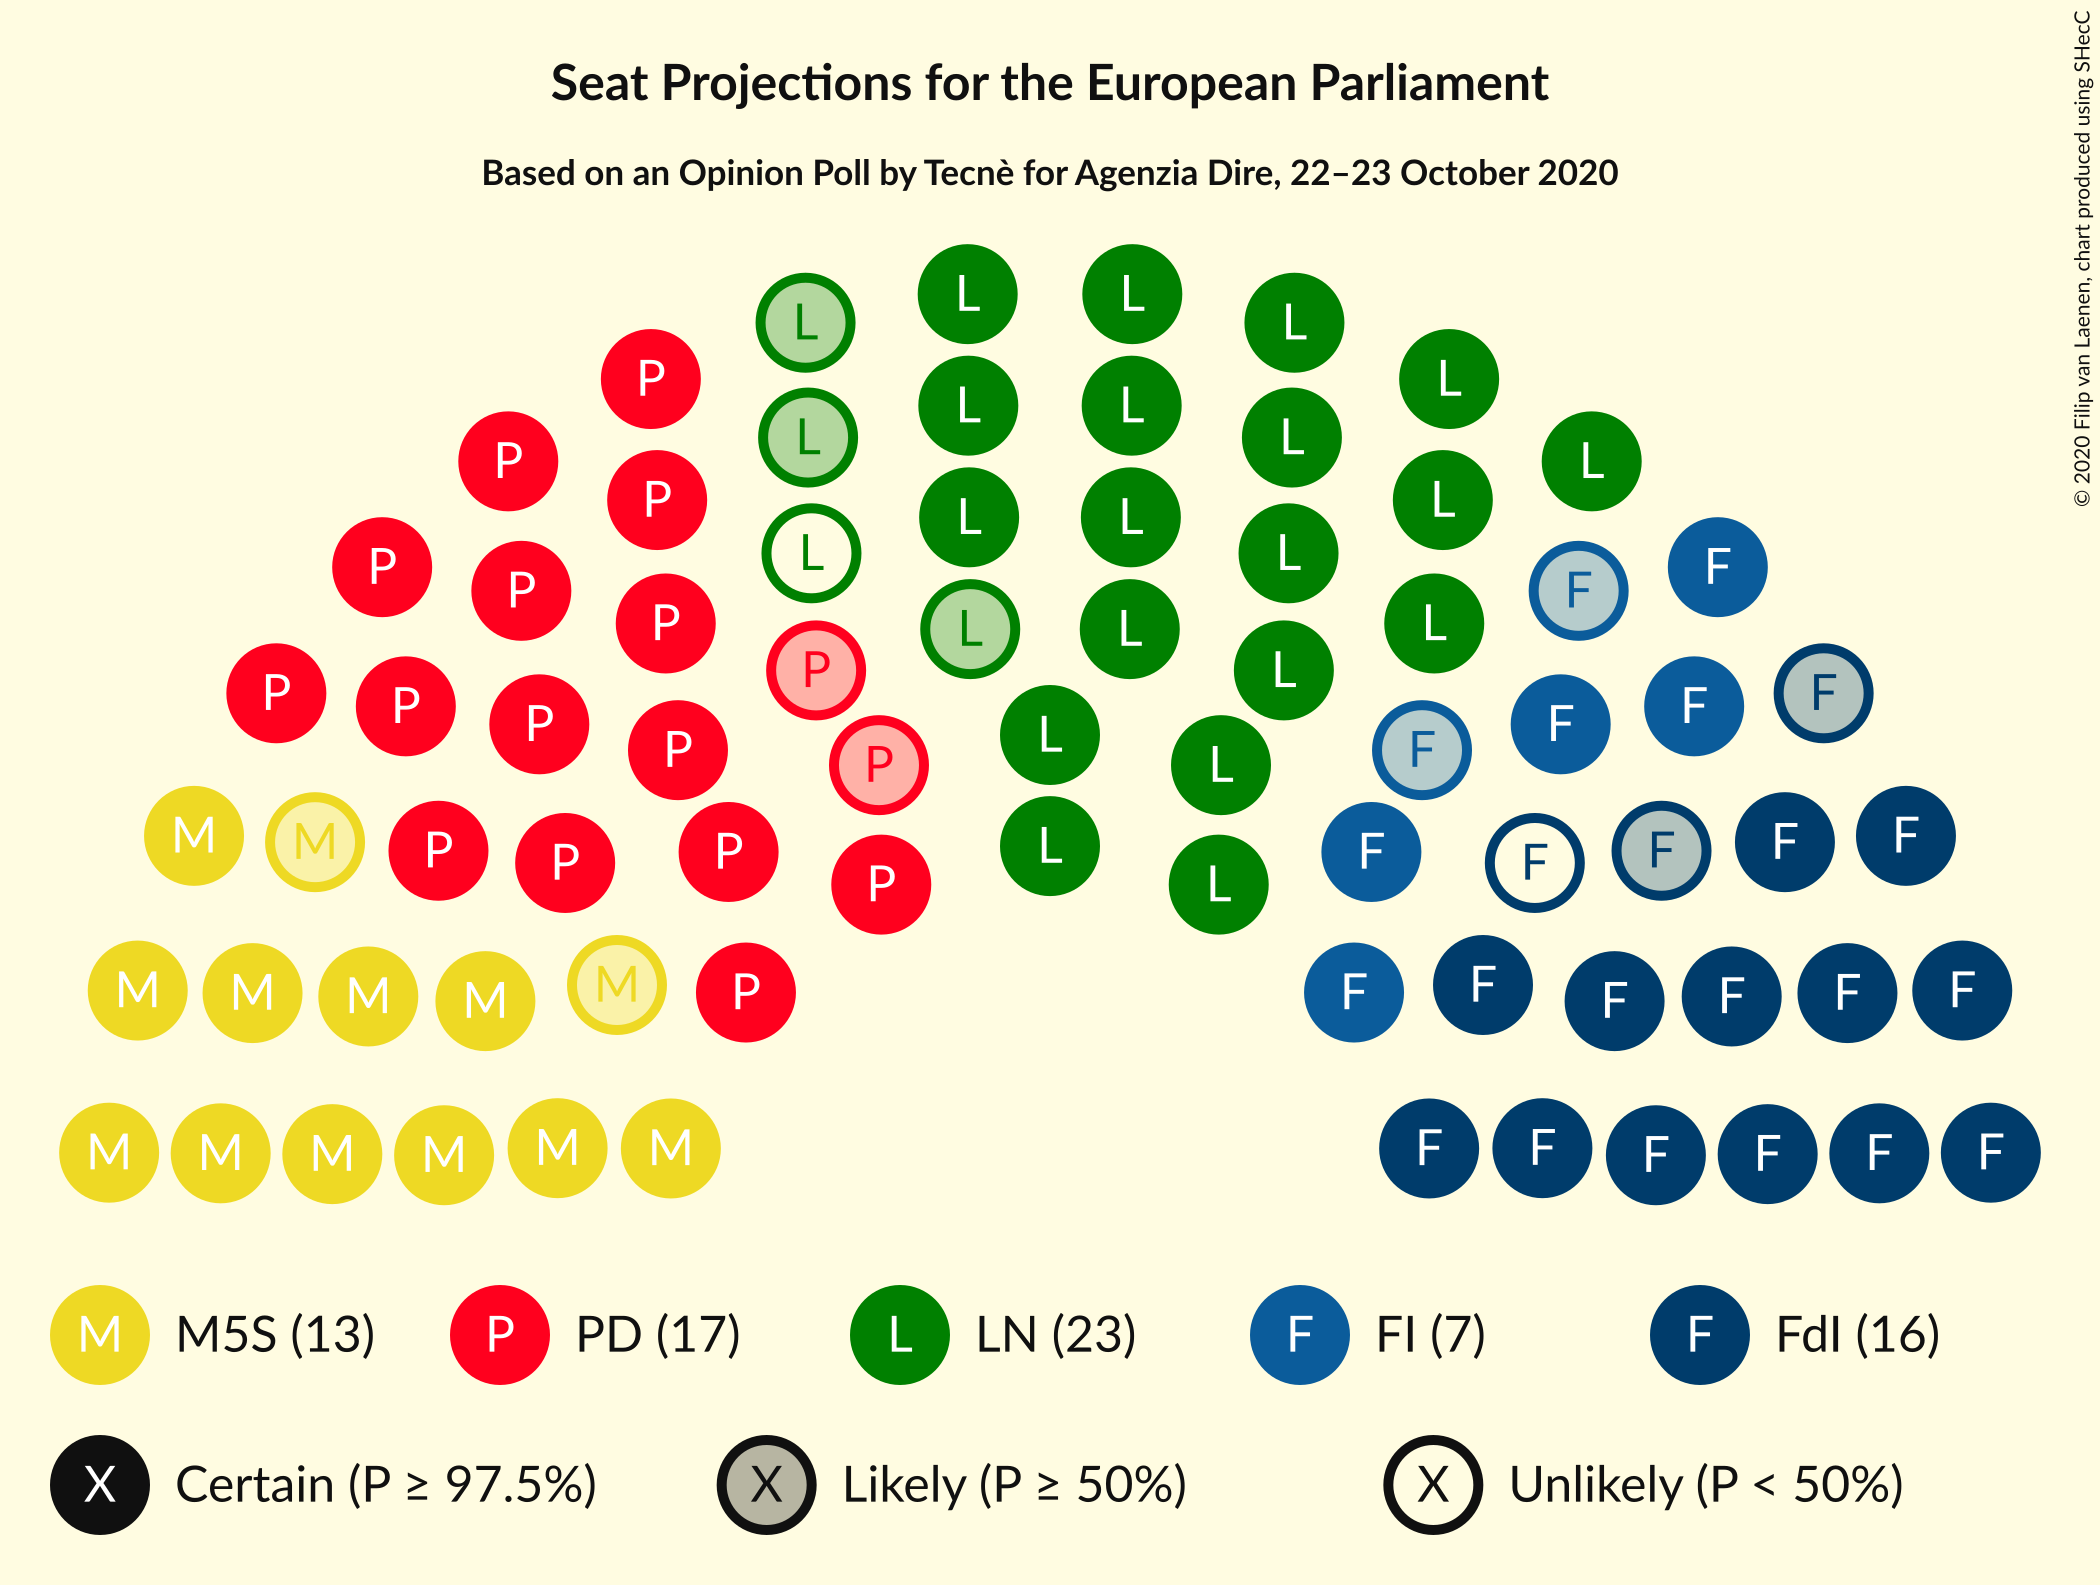 Seat Projections for the European Parliament
Based on an Opinion Poll by Tecnè for Agenzia Dire, 22–23 October 2020
© 2020 Filip van Laenen, chart produced using SHecC
L L L L
P L
L L
P L L L L
P P L
L L L
P L L
P F F
P L L
P P L
P P F F F
P P L F
P L L
M M P P P L F F F F F
P L
M M M M M P F F F F F F
M M M M M M F F F F F F
M M5S (13) P PD (17) L LN (23) F FI (7) F FdI (16)
X Certain (P ≥ 97.5%) X Likely (P ≥ 50%) X Unlikely (P < 50%)